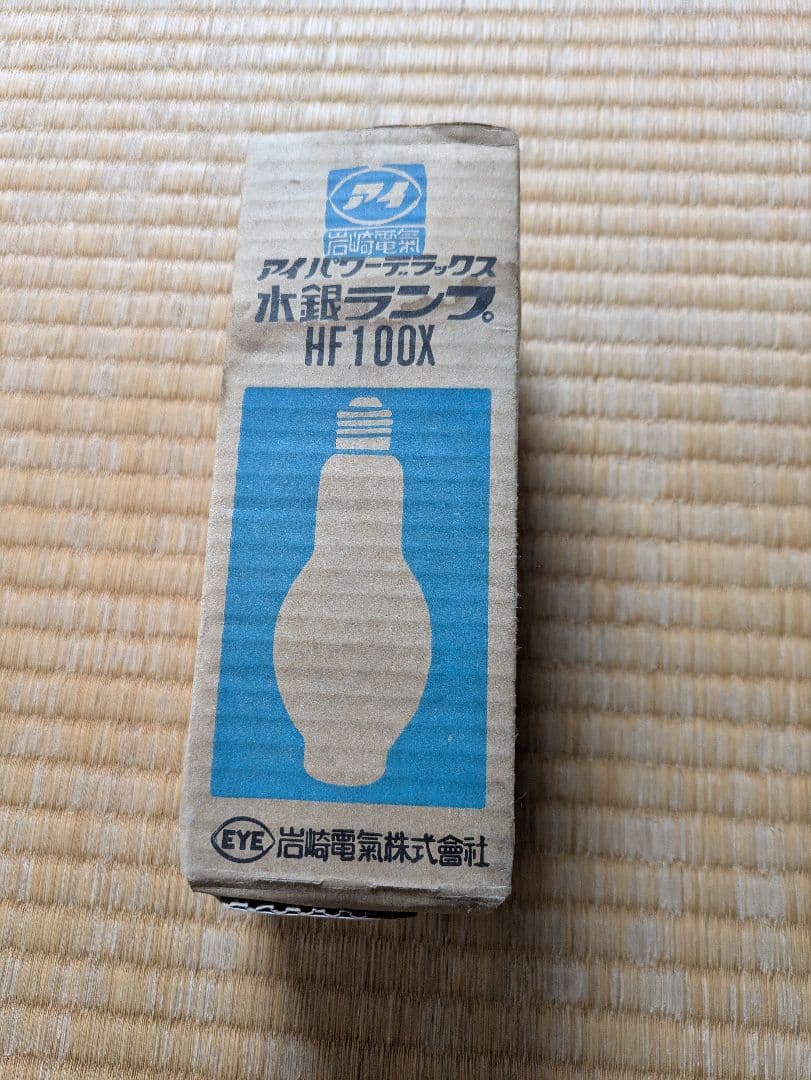 アイ
岩崎電氣
アイパワーデラックス
水銀ランプ
HF100X
EYE 岩崎電氣株式會社